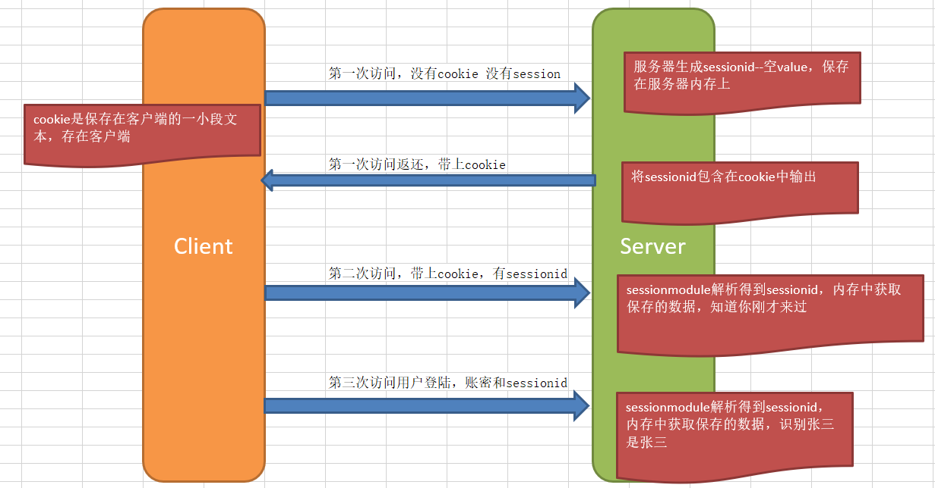 第一次访问，没有cookie 没有session
服务器生成sessionid--空value，保存
在服务器内存上
cookie是保存在客户端的一小段文
本，存在客户端
第一次访问返还，带上cookie
将sessionid包含在cookie中输出
Client
Server
第二次访问，带上cookie，有sessionid
sessionmodule解析得到sessionid，内存中获取
保存的数据，知道你刚才来过
第三次访问用户登陆，账密和sessionid
sessionmodule解析得到sessionid，
内存中获取保存的数据，识别张三
是张三